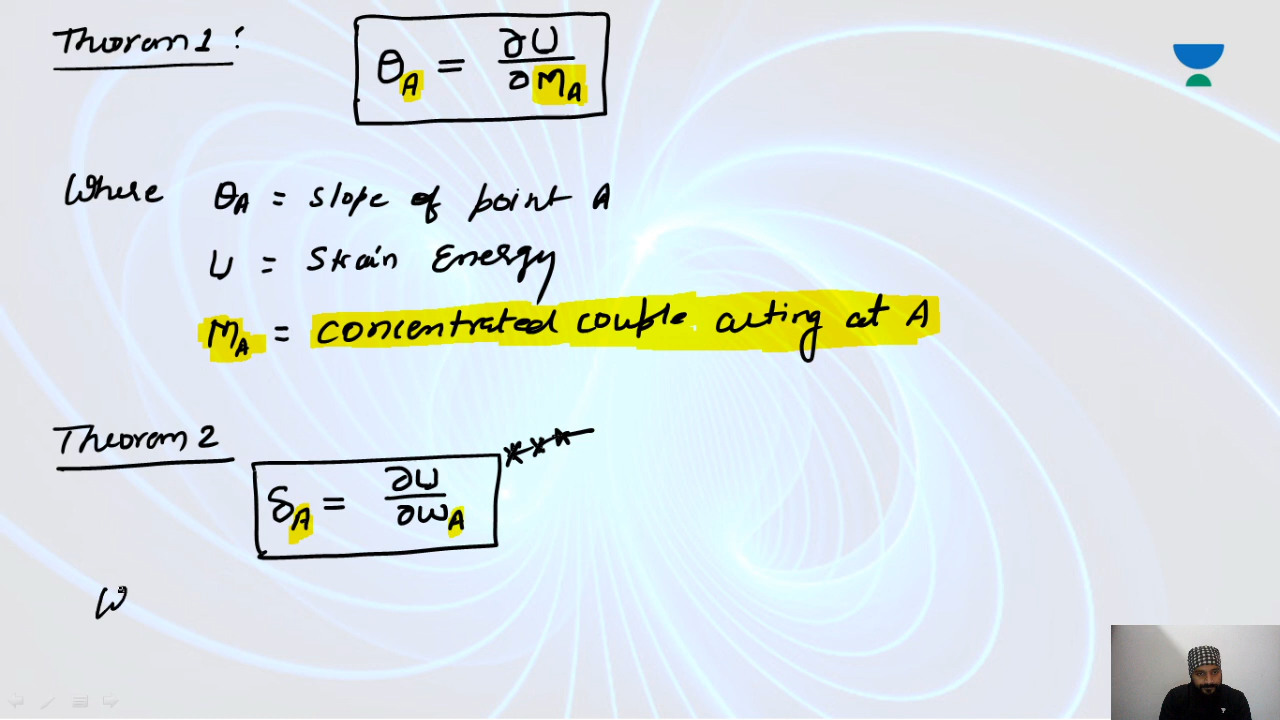 Theorem 1 :
θA = ∂U / ∂MA
Where θA = slope of point A
U = Strain Energy
MA = concentrated couple acting at A
Theorem 2
δA = ∂U / ∂WA
W